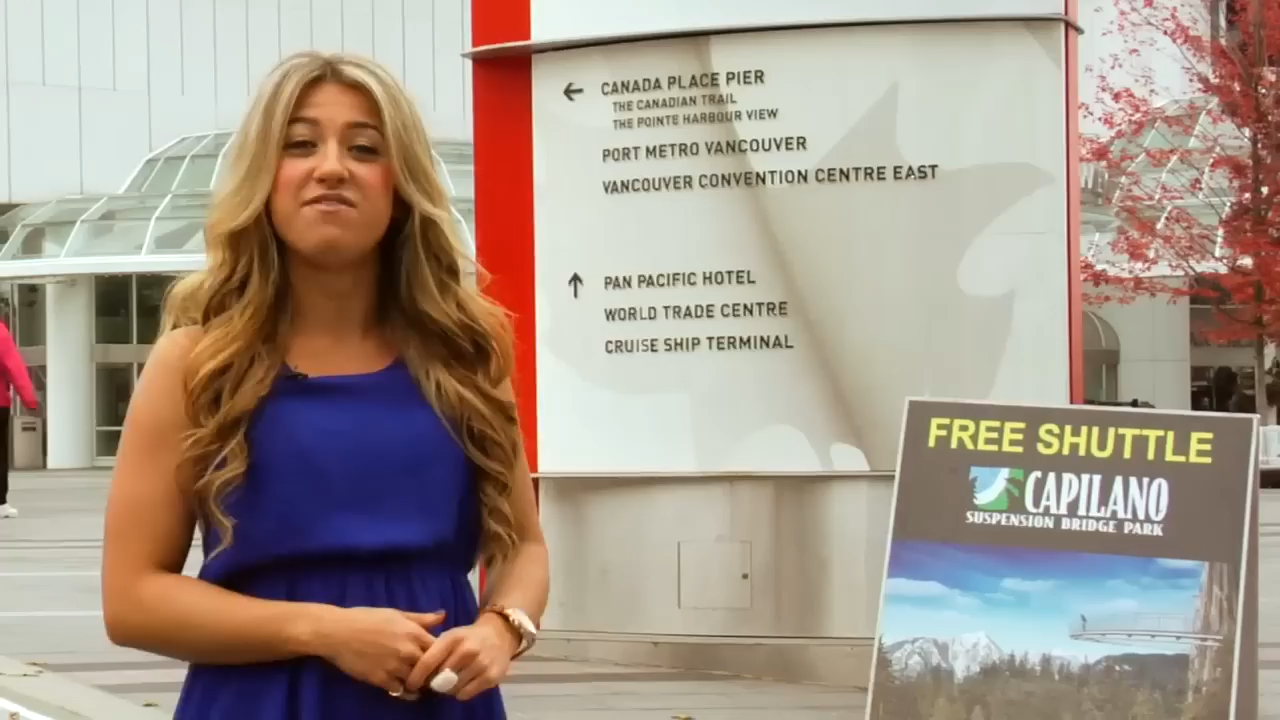 CANADA PLACE PIER
THE CANADIAN TRAIL
THE POINTE HARBOUR VIEW
PORT METRO VANCOUVER
VANCOUVER CONVENTION CENTRE EAST
PAN PACIFIC HOTEL
WORLD TRADE CENTRE
CRUISE SHIP TERMINAL
FREE SHUTTLE
CAPILANO
SUSPENSION BRIDGE PARK